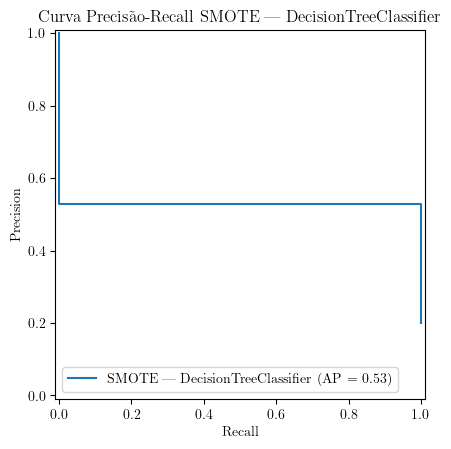 Curva Precisão-Recall SMOTE — DecisionTreeClassifier
1.0
0.8
0.6
0.4
0.2
0.0
Precision
SMOTE — DecisionTreeClassifier (AP = 0.53)
0.0 0.2 0.4 0.6 0.8 1.0
Recall